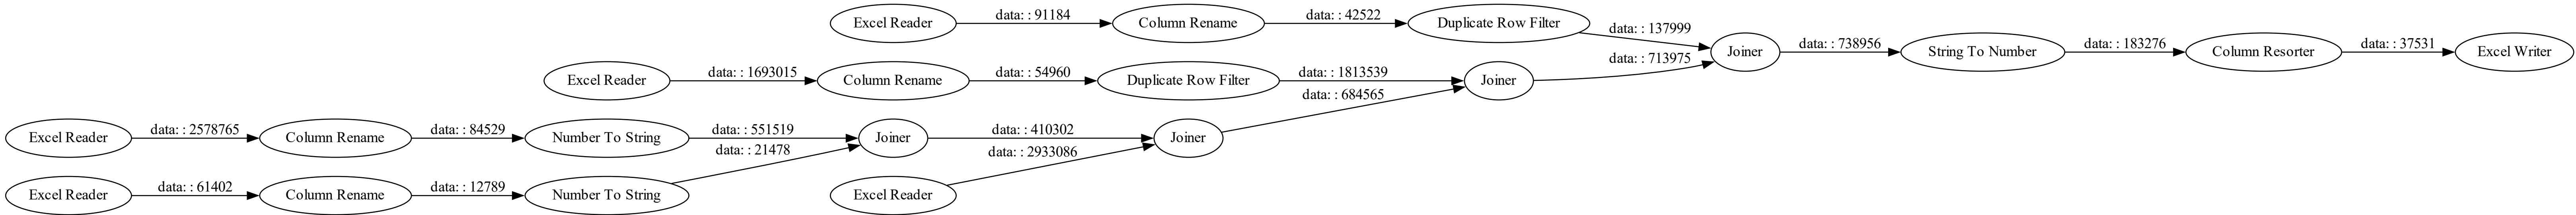 Excel Reader data: : 91184 Column Rename data: : 42522 Duplicate Row Filter data: : 137999
Joiner data: : 738956 String To Number data: : 183276 Column Resorter data: : 37531 Excel Writer
data: : 713975
Excel Reader data: : 1693015 Column Rename data: : 54960 Duplicate Row Filter data: : 1813539 Joiner
data: : 684565
Excel Reader data: : 2578765 Column Rename data: : 84529 Number To String data: : 551519 Joiner data: : 410302 Joiner
data: : 21478 data: : 2933086
Excel Reader data: : 61402 Column Rename data: : 12789 Number To String Excel Reader